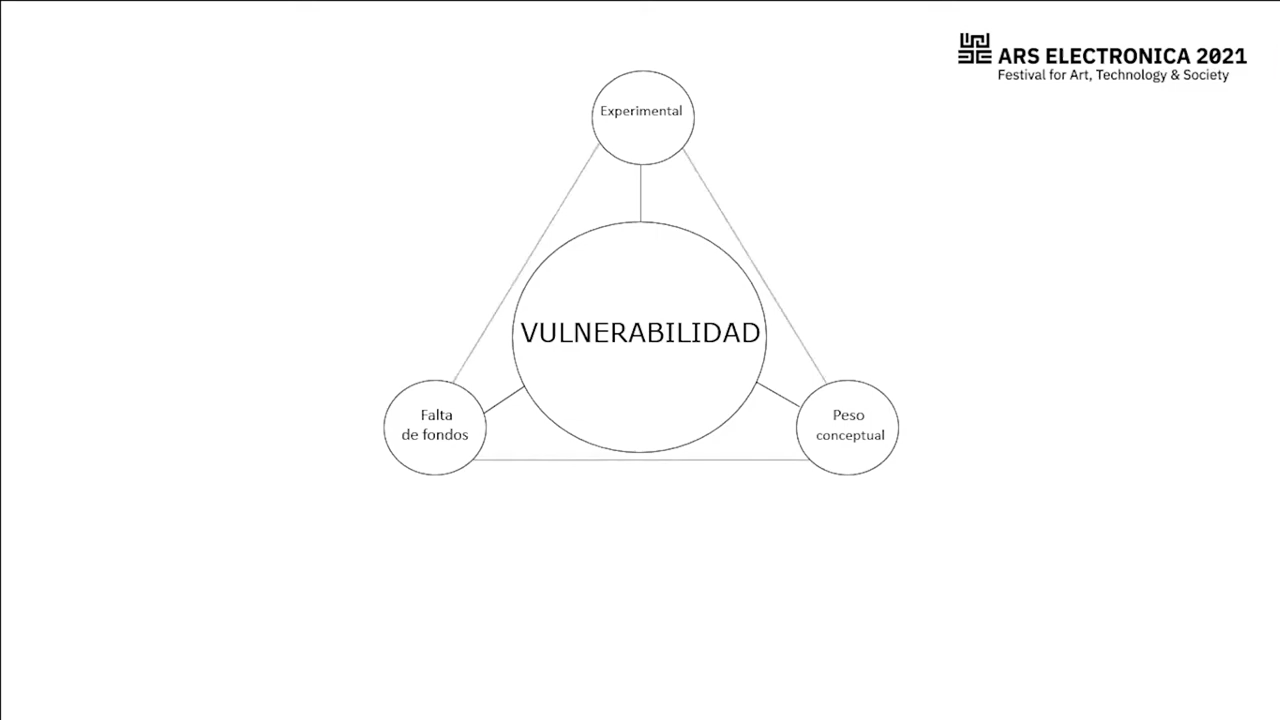 ARS ELECTRONICA 2021
Festival for Art, Technology & Society
Experimental
VULNERABILIDAD
Falta
de fondos
Peso
conceptual